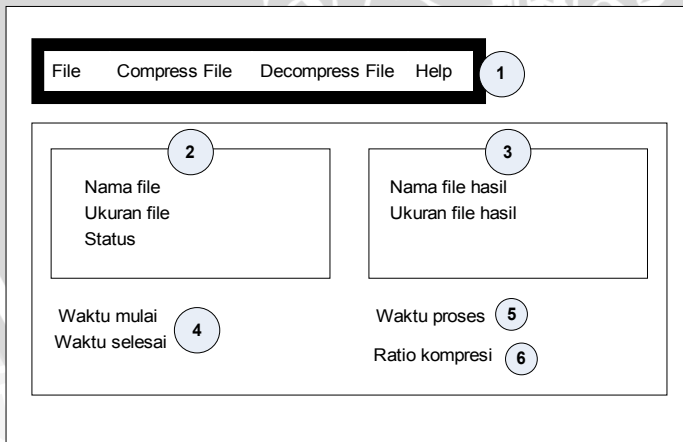 File Compress File Decompress File Help 1
2
Nama file
Ukuran file
Status
3
Nama file hasil
Ukuran file hasil
Waktu mulai
Waktu selesai
4
Waktu proses 5
Ratio kompresi 6